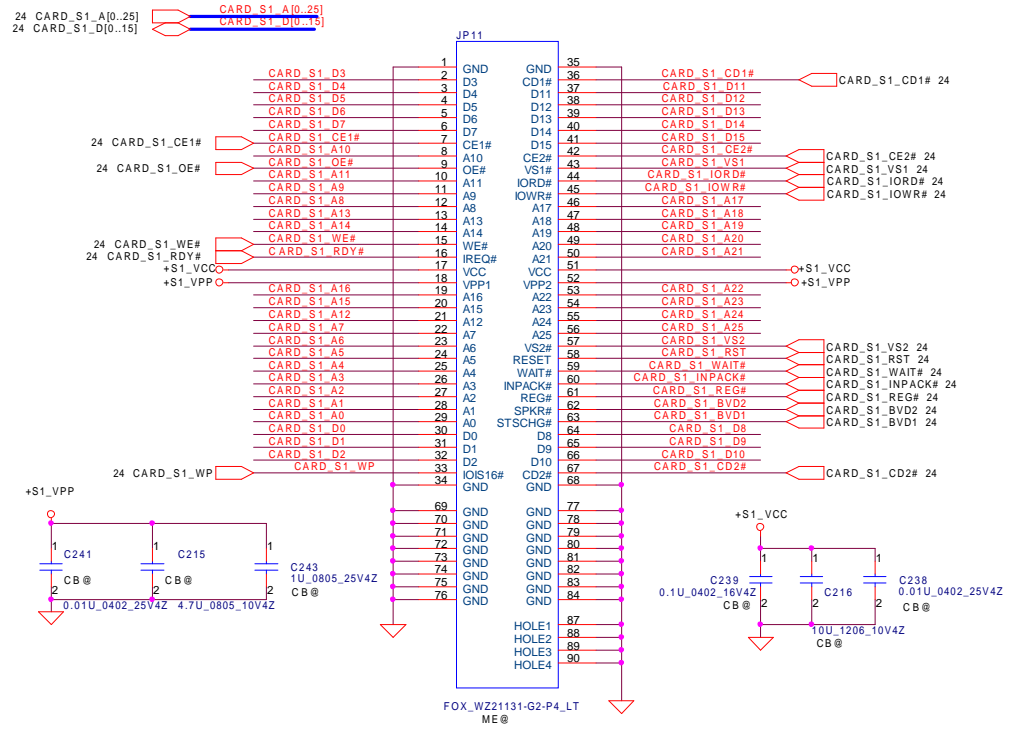 24 CARD_S1_A[0..25] CARD_S1_A[0..25]
24 CARD_S1_D[0..15] CARD_S1_D[0..15]
JP11
1 GND GND 35
CARD_S1_D3 2 D3 CD1# 36 CARD_S1_CD1# CARD_S1_CD1# 24
CARD_S1_D4 3 D4 D11 37 CARD_S1_D11
CARD_S1_D5 4 D5 D12 38 CARD_S1_D12
CARD_S1_D6 5 D6 D13 39 CARD_S1_D13
CARD_S1_D7 6 D7 D14 40 CARD_S1_D14
24 CARD_S1_CE1# CARD_S1_CE1# 7 CE1# D15 41 CARD_S1_D15
CARD_S1_A10 8 A10 CE2# 42 CARD_S1_CE2# CARD_S1_CE2# 24
24 CARD_S1_OE# CARD_S1_OE# 9 OE# VS1# 43 CARD_S1_VS1 CARD_S1_VS1 24
CARD_S1_A11 10 A11 IORD# 44 CARD_S1_IORD# CARD_S1_IORD# 24
CARD_S1_A9 11 A9 IOWR# 45 CARD_S1_IOWR# CARD_S1_IOWR# 24
CARD_S1_A8 12 A8 A17 46 CARD_S1_A17
CARD_S1_A13 13 A13 A18 47 CARD_S1_A18
CARD_S1_A14 14 A14 A19 48 CARD_S1_A19
24 CARD_S1_WE# CARD_S1_WE# 15 WE# A20 49 CARD_S1_A20
24 CARD_S1_RDY# CARD_S1_RDY# 16 IREQ# A21 50 CARD_S1_A21
+S1_VCC 17 VCC VCC 51 +S1_VCC
+S1_VPP 18 VPP1 VPP2 52 +S1_VPP
CARD_S1_A16 19 A16 A22 53 CARD_S1_A22
CARD_S1_A15 20 A15 A23 54 CARD_S1_A23
CARD_S1_A12 21 A12 A24 55 CARD_S1_A24
CARD_S1_A7 22 A7 A25 56 CARD_S1_A25
CARD_S1_A6 23 A6 VS2# 57 CARD_S1_VS2 CARD_S1_VS2 24
CARD_S1_A5 24 A5 RESET 58 CARD_S1_RST CARD_S1_RST 24
CARD_S1_A4 25 A4 WAIT# 59 CARD_S1_WAIT# CARD_S1_WAIT# 24
CARD_S1_A3 26 A3 INPACK# 60 CARD_S1_INPACK# CARD_S1_INPACK# 24
CARD_S1_A2 27 A2 REG# 61 CARD_S1_REG# CARD_S1_REG# 24
CARD_S1_A1 28 A1 SPKR# 62 CARD_S1_BVD2 CARD_S1_BVD2 24
CARD_S1_A0 29 A0 STSCHG# 63 CARD_S1_BVD1 CARD_S1_BVD1 24
CARD_S1_D0 30 D0 D8 64 CARD_S1_D8
CARD_S1_D1 31 D1 D9 65 CARD_S1_D9
CARD_S1_D2 32 D2 D10 66 CARD_S1_D10
24 CARD_S1_WP CARD_S1_WP 33 IOIS16# CD2# 67 CARD_S1_CD2# CARD_S1_CD2# 24
34 GND GND 68
69 GND GND 77
70 GND GND 78
71 GND GND 79
72 GND GND 80
73 GND GND 81
74 GND GND 82
75 GND GND 83
76 GND GND 84
HOLE1 87
HOLE2 88
HOLE3 89
HOLE4 90
FOX_WZ21131-G2-P4_LT
ME@
+S1_VPP
1 1 1
C241 C215 C243
1U_0805_25V4Z
CB@ CB@ CB@
2 2 2
0.01U_0402_25V4Z 4.7U_0805_10V4Z
+S1_VCC
1 1 1
C239 C216 C238
0.1U_0402_16V4Z 0.01U_0402_25V4Z
CB@ CB@
2 2 2
10U_1206_10V4Z
CB@